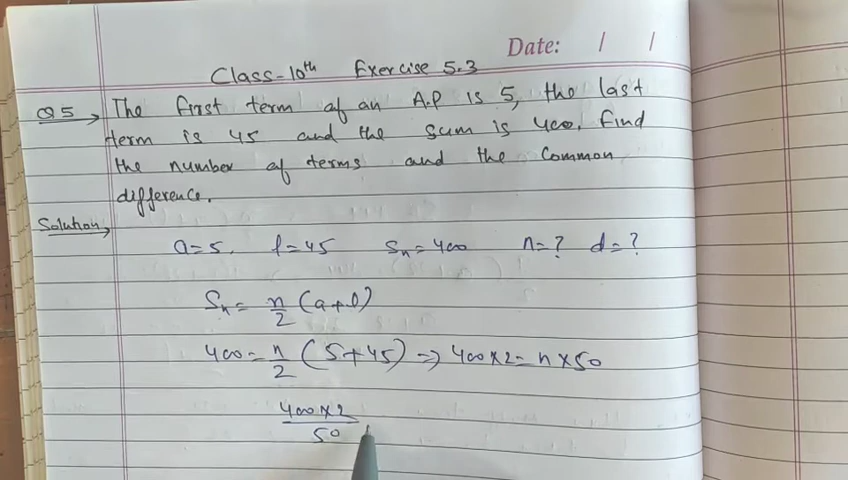 Date: / /
Class-10th Exercise 5.3
Q5 → The first term of an A.P is 5, the last
term is 45 and the sum is 400. Find
the number of terms and the common
difference.
Solution,
a=5. l=45 Sn=400 n=? d=?
Sn= n/2 (a+l)
400= n/2 (5+45) ⇒ 400×2= n×50
400×2/50